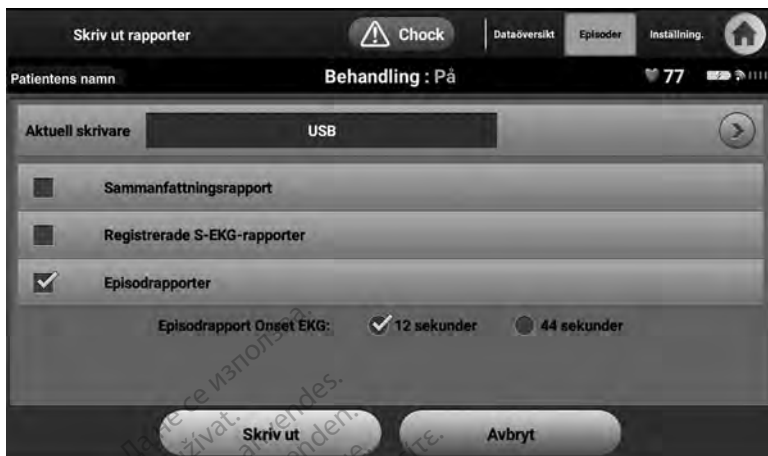 Skriv ut rapporter Chock Dataöversikt Episoder Inställning.
Patientens namn Behandling : På 77
Aktuell skrivare USB
Sammanfattningsrapport
Registrerade S-EKG-rapporter
Episodrapporter
Episodrapport Onset EKG: 12 sekunder 44 sekunder
Skriv ut Avbryt